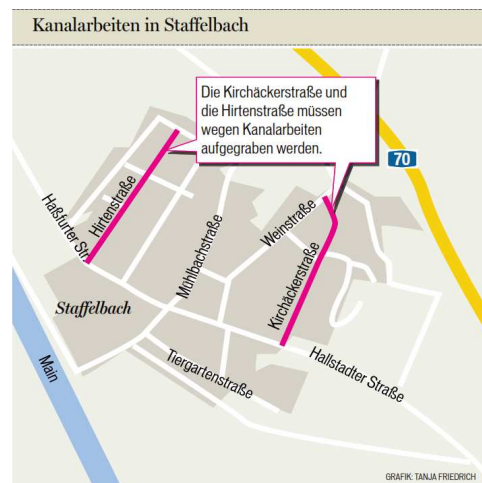 Kanalarbeiten in Staffelbach
Die Kirchäckerstraße und
die Hirtenstraße müssen
wegen Kanalarbeiten
aufgegraben werden.
70
Haßfurter Str.
Hirtenstraße
Mühlbachstraße
Weinstraße
Kirchäckerstraße
Staffelbach
Main
Tiergartenstraße
Hallstadter Straße
GRAFIK: TANJA FRIEDRICH